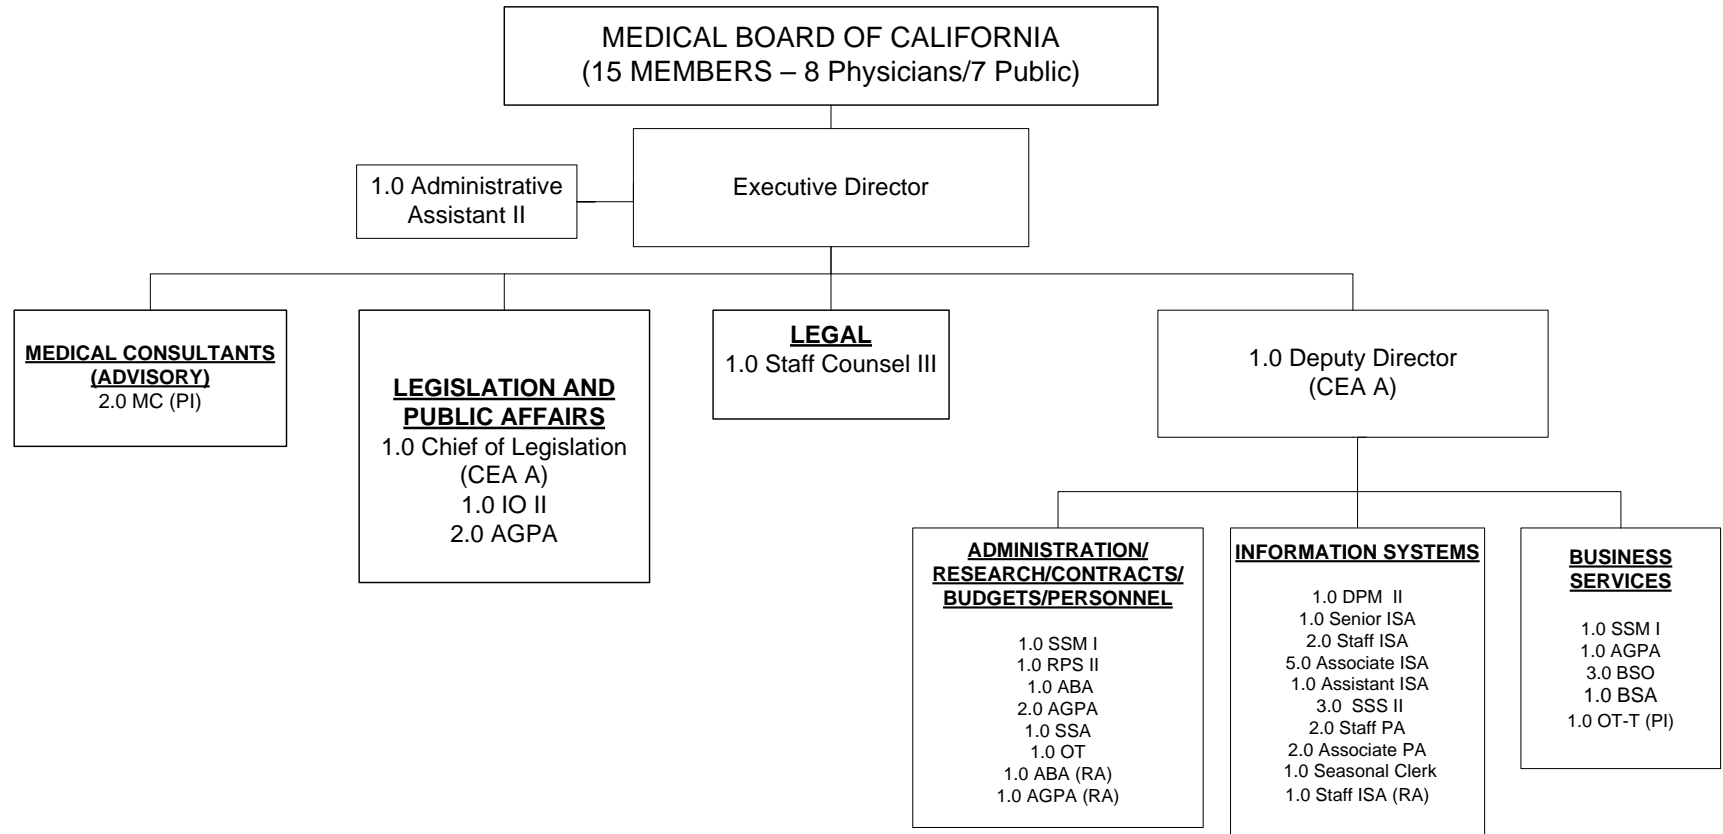 MEDICAL BOARD OF CALIFORNIA
(15 MEMBERS – 8 Physicians/7 Public)
1.0 Administrative
Assistant II
Executive Director
MEDICAL CONSULTANTS
(ADVISORY)
2.0 MC (PI)
LEGISLATION AND
PUBLIC AFFAIRS
1.0 Chief of Legislation
(CEA A)
1.0 IO II
2.0 AGPA
LEGAL
1.0 Staff Counsel III
1.0 Deputy Director
(CEA A)
ADMINISTRATION/
RESEARCH/CONTRACTS/
BUDGETS/PERSONNEL
1.0 SSM I
1.0 RPS II
1.0 ABA
2.0 AGPA
1.0 SSA
1.0 OT
1.0 ABA (RA)
1.0 AGPA (RA)
INFORMATION SYSTEMS
1.0 DPM  II
1.0 Senior ISA
2.0 Staff ISA
5.0 Associate ISA
1.0 Assistant ISA
3.0  SSS II
2.0 Staff PA
2.0 Associate PA
1.0 Seasonal Clerk
1.0 Staff ISA (RA)
BUSINESS
SERVICES
1.0 SSM I
1.0 AGPA
3.0 BSO
1.0 BSA
1.0 OT-T (PI)